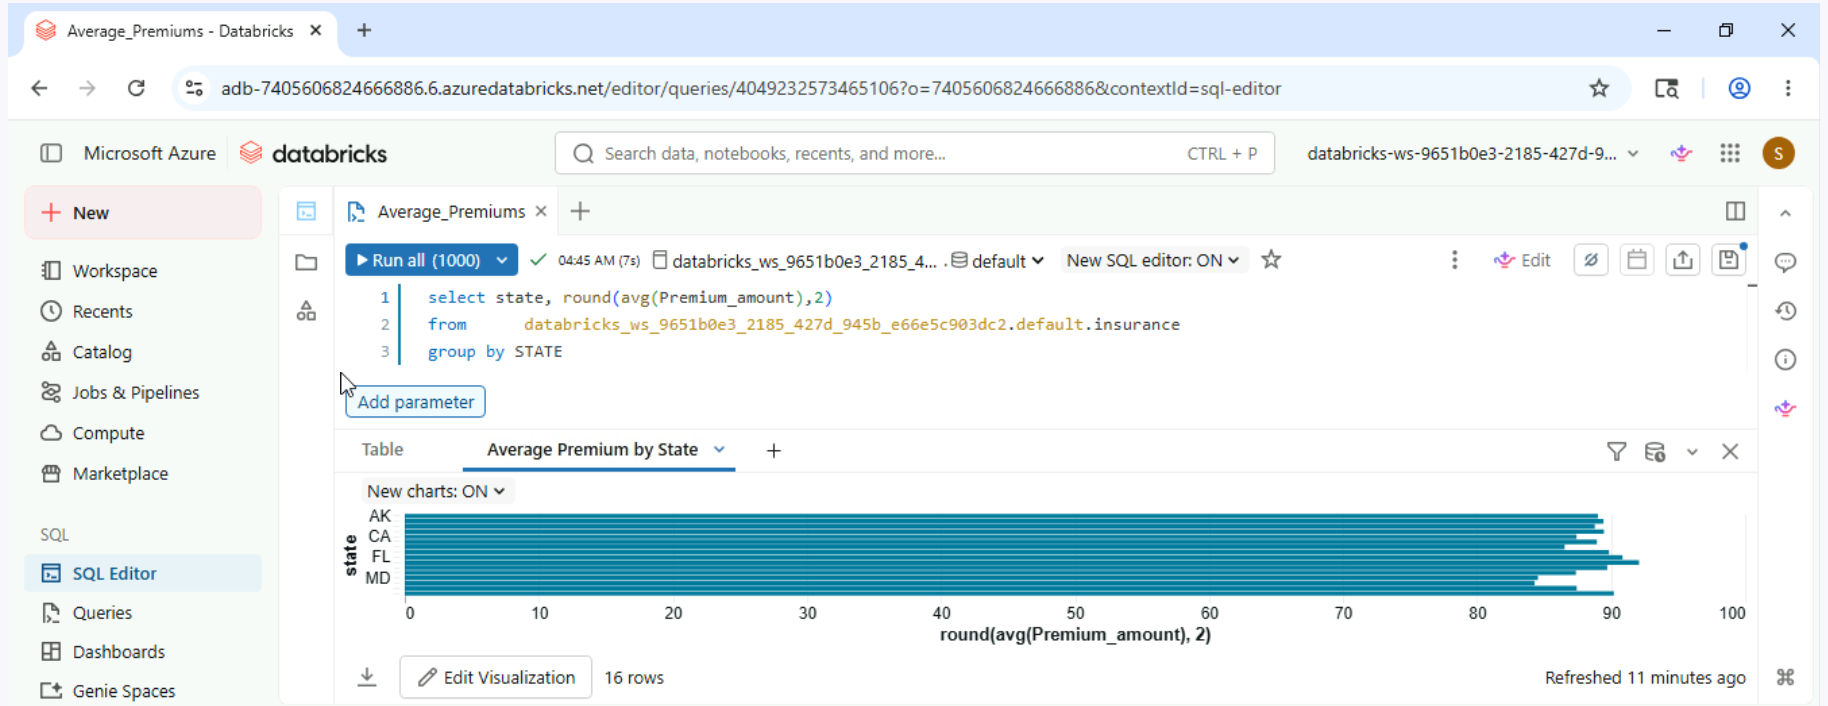 Average_Premiums - Databricks
adb-7405606824666886.6.azuredatabricks.net/editor/queries/4049232573465106?o=7405606824666886&contextId=sql-editor
Microsoft Azure databricks
Search data, notebooks, recents, and more... CTRL + P
databricks-ws-9651b0e3-2185-427d-9... S
New
Workspace
Recents
Catalog
Jobs & Pipelines
Compute
Marketplace
SQL
SQL Editor
Queries
Dashboards
Genie Spaces
Average_Premiums
Run all (1000) 04:45 AM (7s) databricks_ws_9651b0e3_2185_4... . default New SQL editor: ON Edit
1 select state, round(avg(Premium_amount),2)
2 from databricks_ws_9651b0e3_2185_427d_945b_e66e5c903dc2.default.insurance
3 group by STATE
Add parameter
Table Average Premium by State
New charts: ON
state
AK
CA
FL
MD
0 10 20 30 40 50 60 70 80 90 100
round(avg(Premium_amount), 2)
Edit Visualization 16 rows Refreshed 11 minutes ago